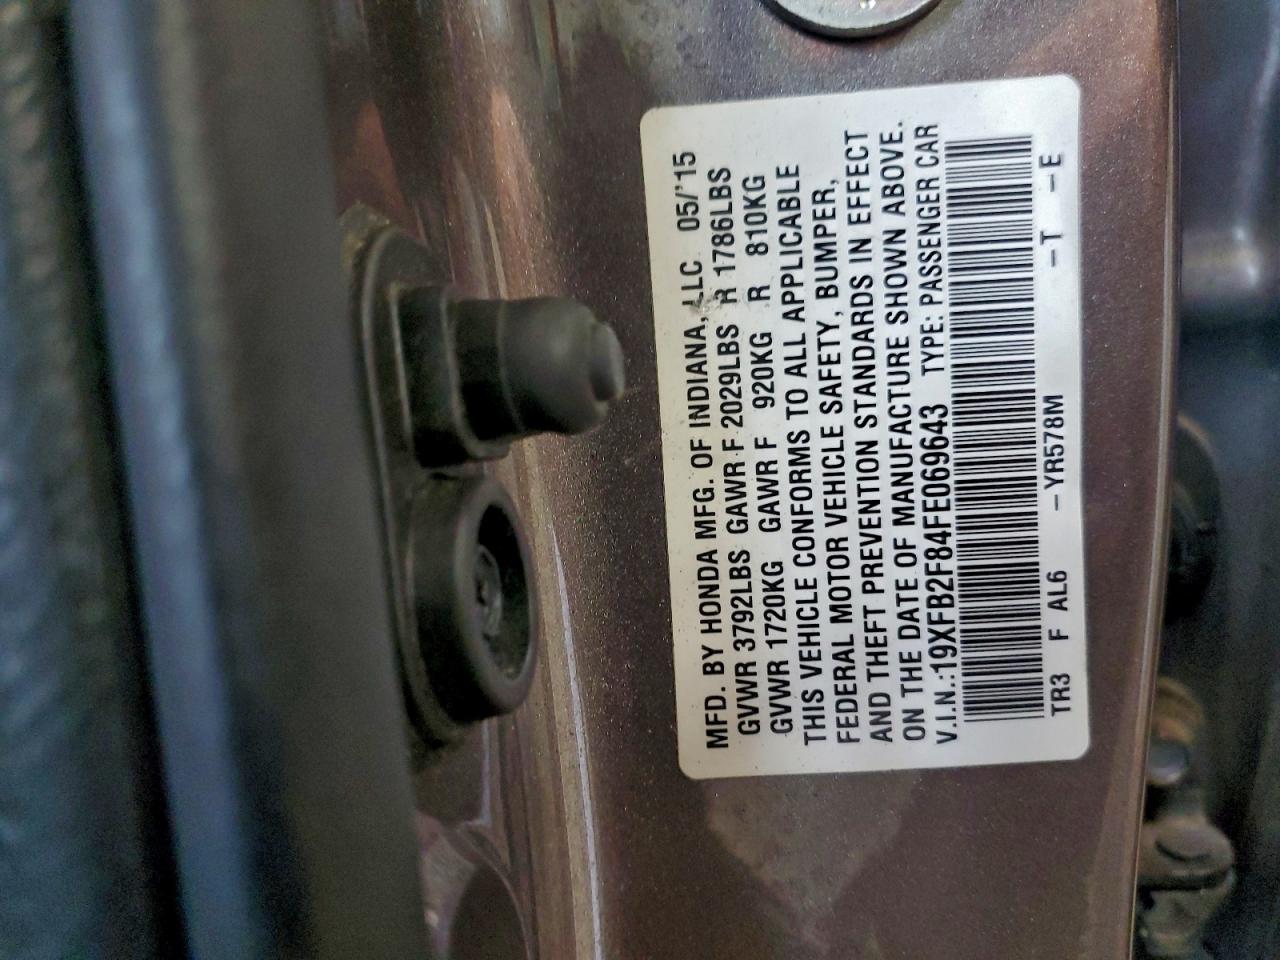 MFD. BY HONDA MFG. OF INDIANA, LLC 05/'15
GVWR 3792LBS GAWR F 2029LBS R 1786LBS
GVWR 1720KG GAWR F 920KG R 810KG
THIS VEHICLE CONFORMS TO ALL APPLICABLE
FEDERAL MOTOR VEHICLE SAFETY, BUMPER,
AND THEFT PREVENTION STANDARDS IN EFFECT
ON THE DATE OF MANUFACTURE SHOWN ABOVE.
V.I.N.:19XFB2F84FE069643 TYPE: PASSENGER CAR
TR3 F AL6 -YR578M -T -E